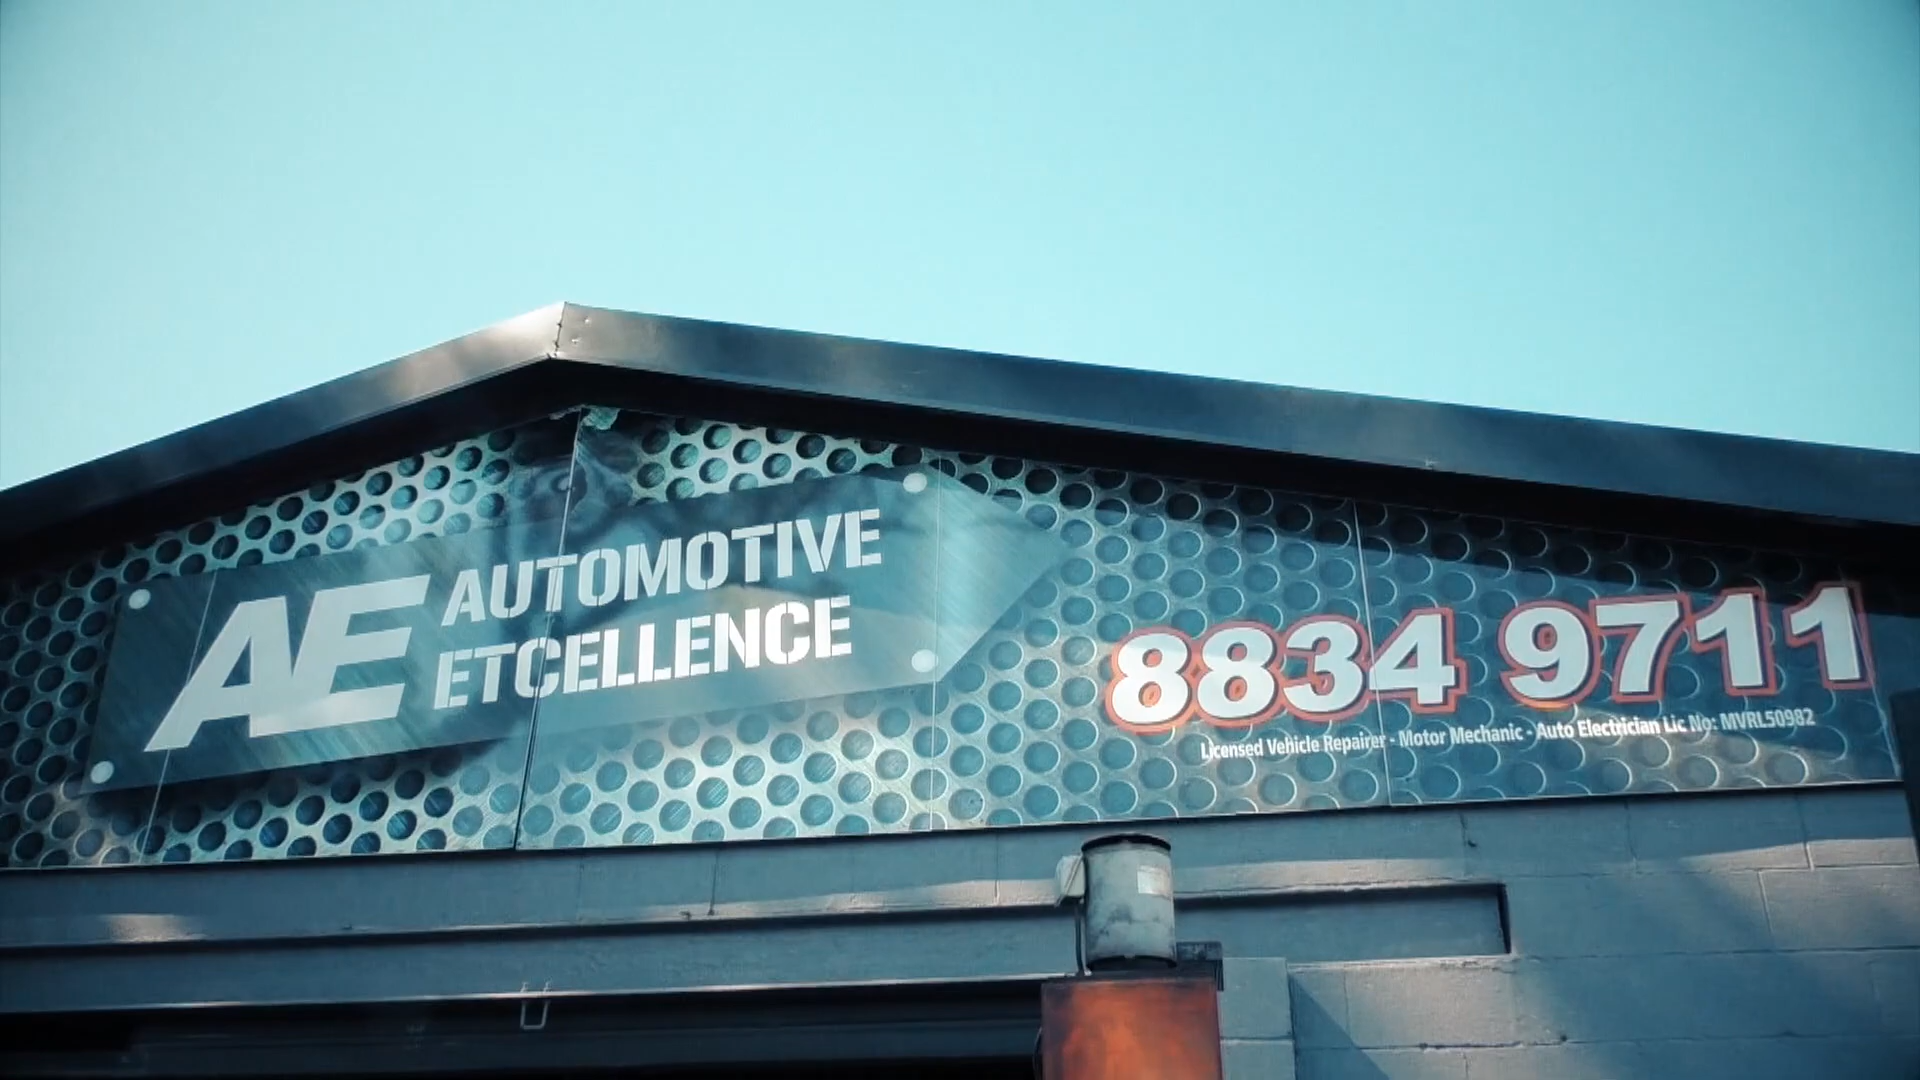 AE
AUTOMOTIVE
ETCELLENCE
8834 9711
Licensed Vehicle Repairer - Motor Mechanic - Auto Electrician Lic No: MVRL50982